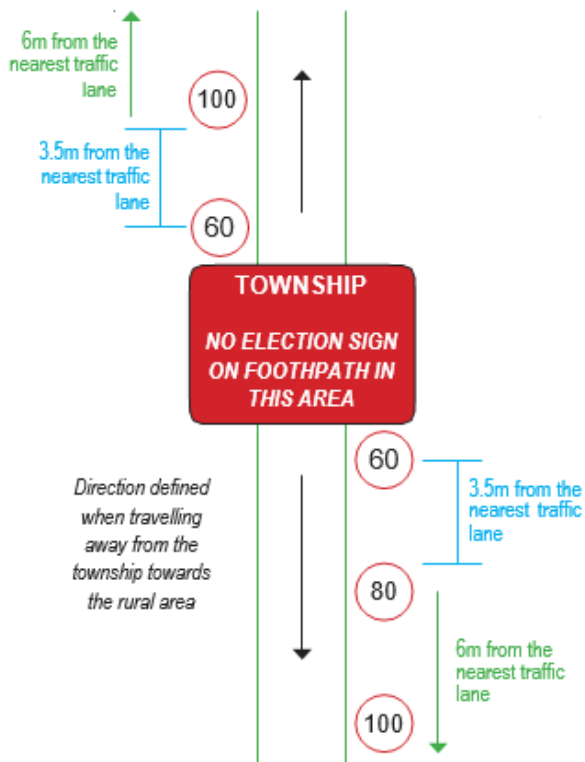 6m from the
nearest traffic
lane
100
3.5m from the
nearest traffic
lane
60
TOWNSHIP
NO ELECTION SIGN
ON FOOTHPATH IN
THIS AREA
60
3.5m from the
nearest traffic
lane
Direction defined
when travelling
away from the
township towards
the rural area
80
6m from the
nearest traffic
lane
100